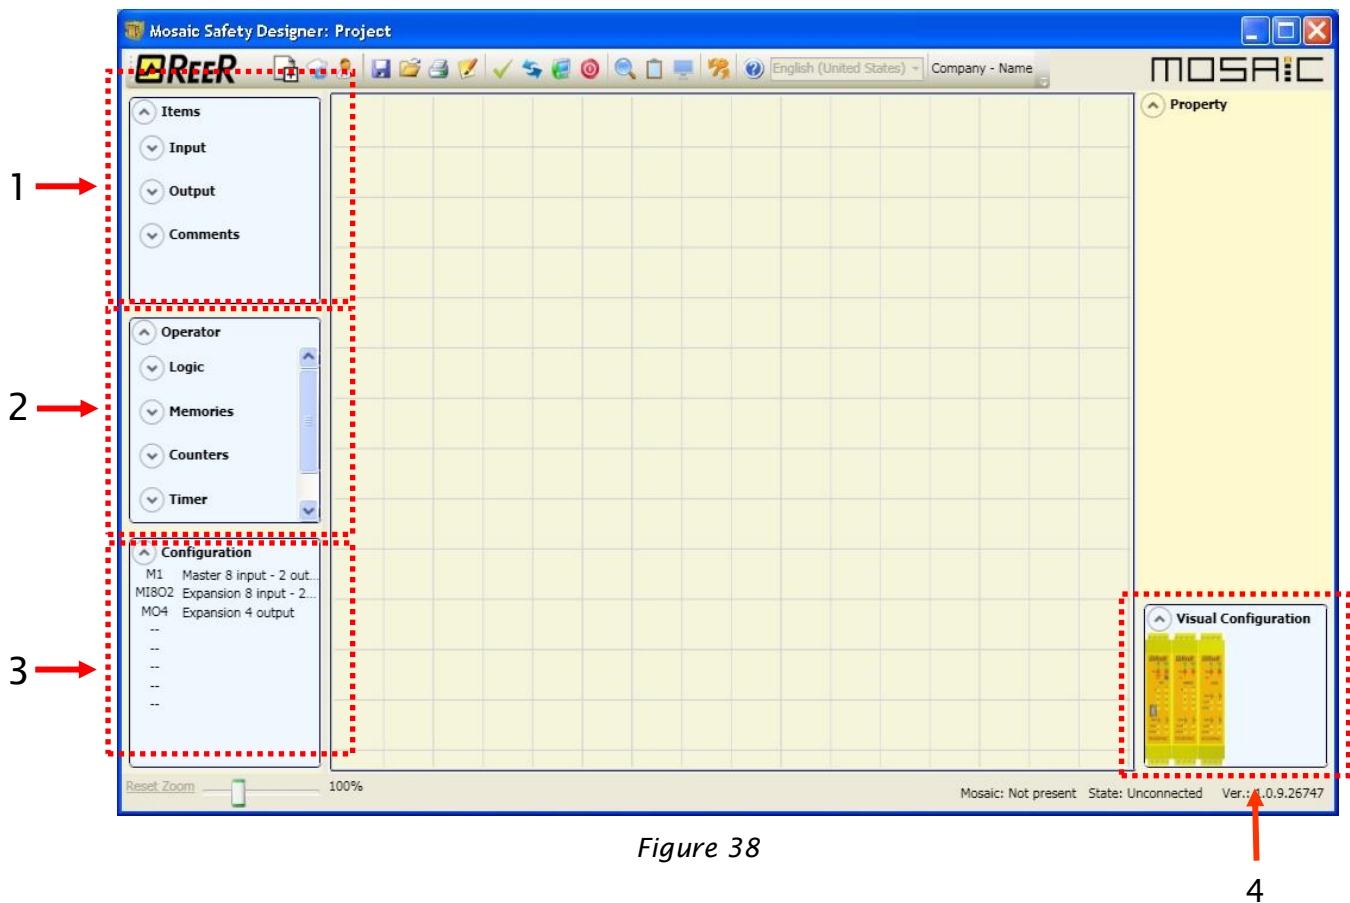 Mosaic Safety Designer: Project
REER
English (United States)
Company - Name
MOSAIC
Items
Input
Output
Comments
1
Operator
Logic
Memories
Counters
Timer
2
Configuration
M1 Master 8 input - 2 out...
MI8O2 Expansion 8 input - 2...
MO4 Expansion 4 output
--
--
--
--
--
3
Property
Visual Configuration
Reset Zoom
100%
Mosaic: Not present State: Unconnected Ver.: 1.0.9.26747
Figure 38
4